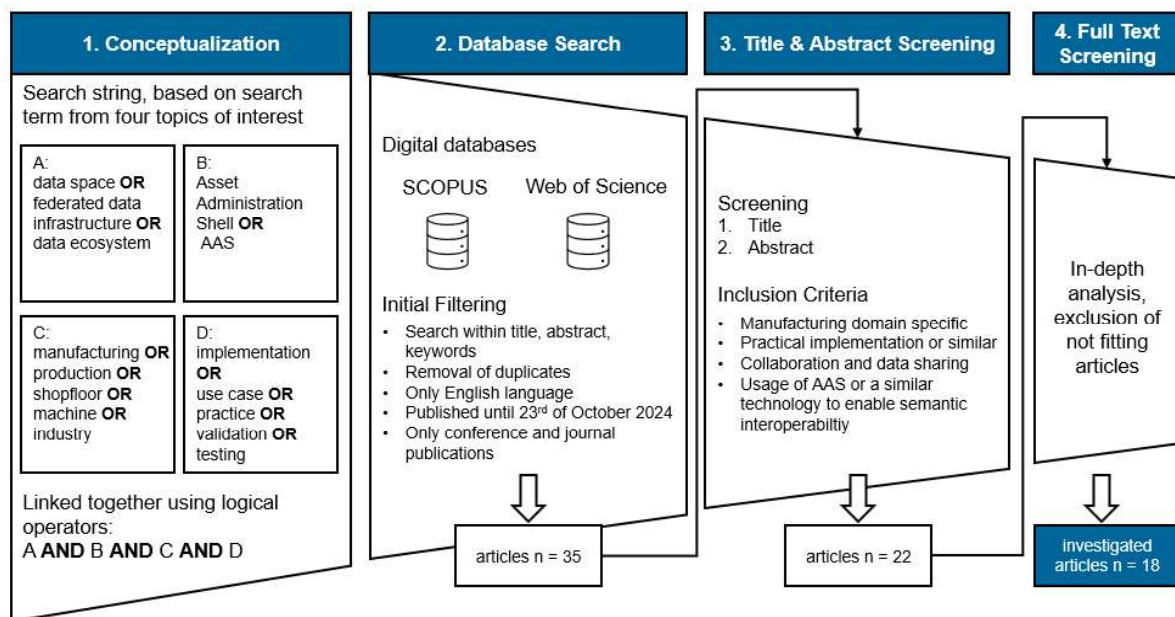 1. Conceptualization
Search string, based on search
term from four topics of interest
A:
data space OR
federated data
infrastructure OR
data ecosystem
B:
Asset
Administration
Shell OR
AAS
C:
manufacturing OR
production OR
shopfloor OR
machine OR
industry
D:
implementation
OR
use case OR
practice OR
validation OR
testing
Linked together using logical
operators:
A AND B AND C AND D
2. Database Search
Digital databases
SCOPUS
Web of Science
Initial Filtering
• Search within title, abstract,
keywords
• Removal of duplicates
• Only English language
• Published until 23rd of October 2024
• Only conference and journal
publications
articles n = 35
3. Title & Abstract Screening
Screening
1. Title
2. Abstract
Inclusion Criteria
• Manufacturing domain specific
• Practical implementation or similar
• Collaboration and data sharing
• Usage of AAS or a similar
technology to enable semantic
interoperabiltiy
articles n = 22
4. Full Text
Screening
In-depth
analysis,
exclusion of
not fitting
articles
investigated
articles n = 18